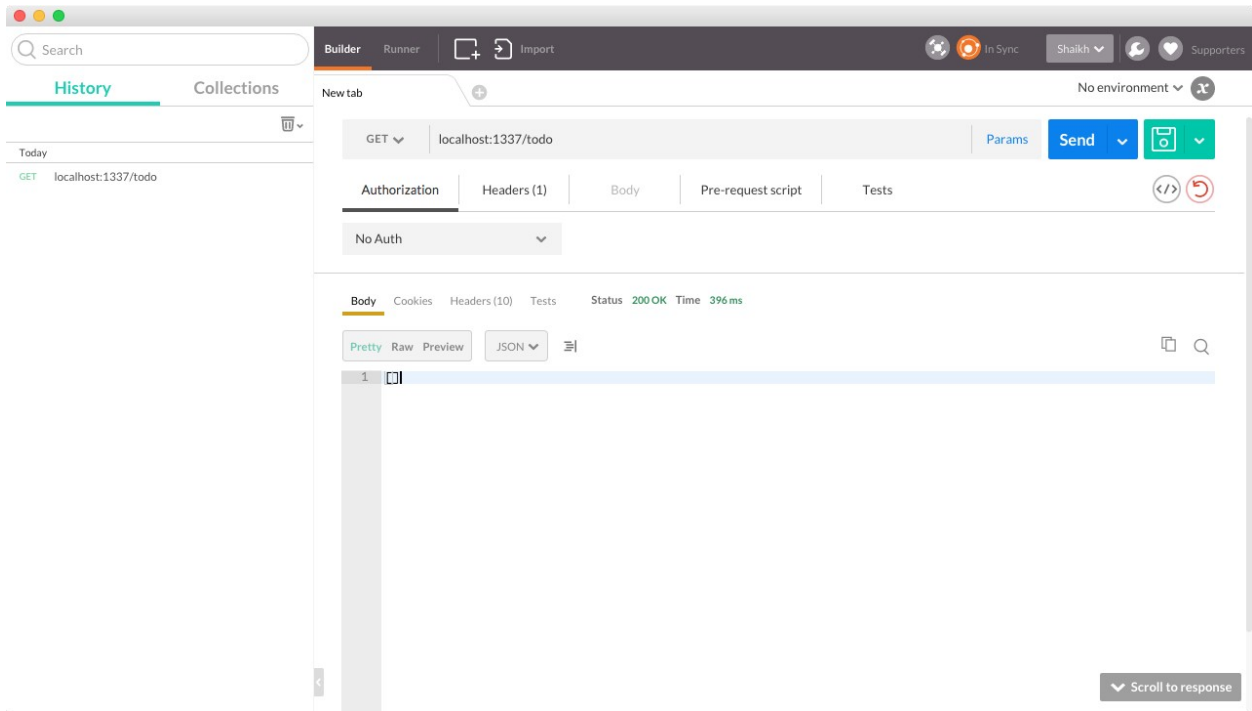 Search
Builder Runner Import In Sync Shaikh Supporters
History Collections
New tab No environment x
Today
GET localhost:1337/todo
GET localhost:1337/todo Params Send
Authorization Headers (1) Body Pre-request script Tests </>
No Auth
Body Cookies Headers (10) Tests Status 200 OK Time 396 ms
Pretty Raw Preview JSON
1 []
Scroll to response